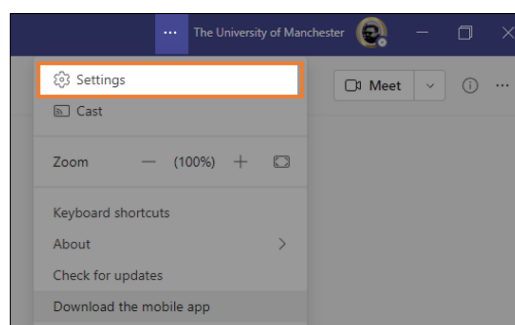 ... The University of Manchester
Settings
Meet
Cast
Zoom (100%)
Keyboard shortcuts
About
Check for updates
Download the mobile app